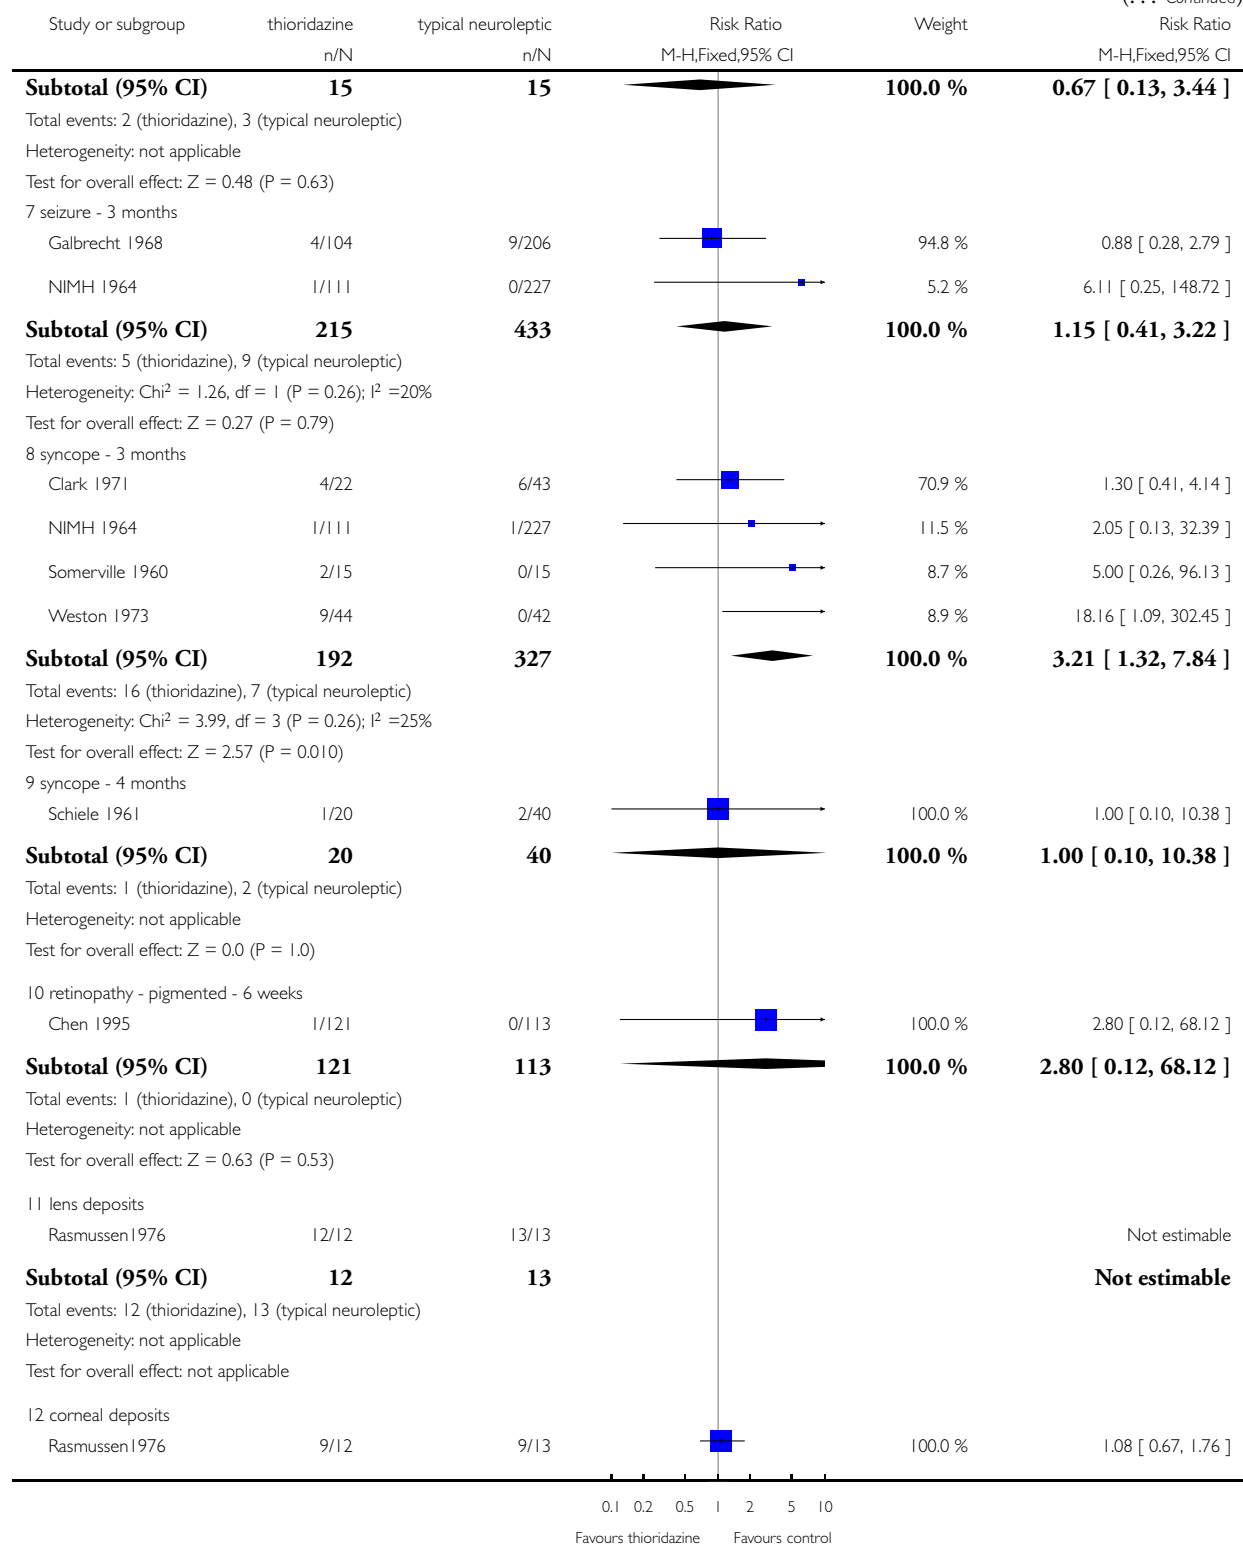 (. . . Continued)
Study or subgroup thioridazine typical neuroleptic Risk Ratio Weight Risk Ratio
n/N n/N M-H,Fixed,95% CI M-H,Fixed,95% CI
Subtotal (95% CI) 15 15 100.0 % 0.67 [ 0.13, 3.44 ]
Total events: 2 (thioridazine), 3 (typical neuroleptic)
Heterogeneity: not applicable
Test for overall effect: Z = 0.48 (P = 0.63)
7 seizure - 3 months
Galbrecht 1968 4/104 9/206 94.8 % 0.88 [ 0.28, 2.79 ]
NIMH 1964 1/111 0/227 5.2 % 6.11 [ 0.25, 148.72 ]
Subtotal (95% CI) 215 433 100.0 % 1.15 [ 0.41, 3.22 ]
Total events: 5 (thioridazine), 9 (typical neuroleptic)
Heterogeneity: Chi² = 1.26, df = 1 (P = 0.26); I² =20%
Test for overall effect: Z = 0.27 (P = 0.79)
8 syncope - 3 months
Clark 1971 4/22 6/43 70.9 % 1.30 [ 0.41, 4.14 ]
NIMH 1964 1/111 1/227 11.5 % 2.05 [ 0.13, 32.39 ]
Somerville 1960 2/15 0/15 8.7 % 5.00 [ 0.26, 96.13 ]
Weston 1973 9/44 0/42 8.9 % 18.16 [ 1.09, 302.45 ]
Subtotal (95% CI) 192 327 100.0 % 3.21 [ 1.32, 7.84 ]
Total events: 16 (thioridazine), 7 (typical neuroleptic)
Heterogeneity: Chi² = 3.99, df = 3 (P = 0.26); I² =25%
Test for overall effect: Z = 2.57 (P = 0.010)
9 syncope - 4 months
Schiele 1961 1/20 2/40 100.0 % 1.00 [ 0.10, 10.38 ]
Subtotal (95% CI) 20 40 100.0 % 1.00 [ 0.10, 10.38 ]
Total events: 1 (thioridazine), 2 (typical neuroleptic)
Heterogeneity: not applicable
Test for overall effect: Z = 0.0 (P = 1.0)
10 retinopathy - pigmented - 6 weeks
Chen 1995 1/121 0/113 100.0 % 2.80 [ 0.12, 68.12 ]
Subtotal (95% CI) 121 113 100.0 % 2.80 [ 0.12, 68.12 ]
Total events: 1 (thioridazine), 0 (typical neuroleptic)
Heterogeneity: not applicable
Test for overall effect: Z = 0.63 (P = 0.53)
11 lens deposits
Rasmussen1976 12/12 13/13 Not estimable
Subtotal (95% CI) 12 13 Not estimable
Total events: 12 (thioridazine), 13 (typical neuroleptic)
Heterogeneity: not applicable
Test for overall effect: not applicable
12 corneal deposits
Rasmussen1976 9/12 9/13 100.0 % 1.08 [ 0.67, 1.76 ]
0.1 0.2 0.5 1 2 5 10
Favours thioridazine Favours control